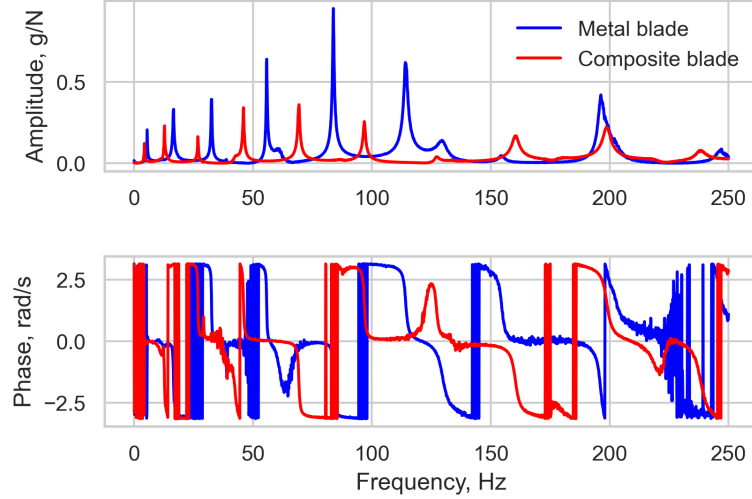 Amplitude, g/N
0.5
0.0
Metal blade
Composite blade
0 50 100 150 200 250
Phase, rad/s
2.5
0.0
−2.5
0 50 100 150 200 250
Frequency, Hz